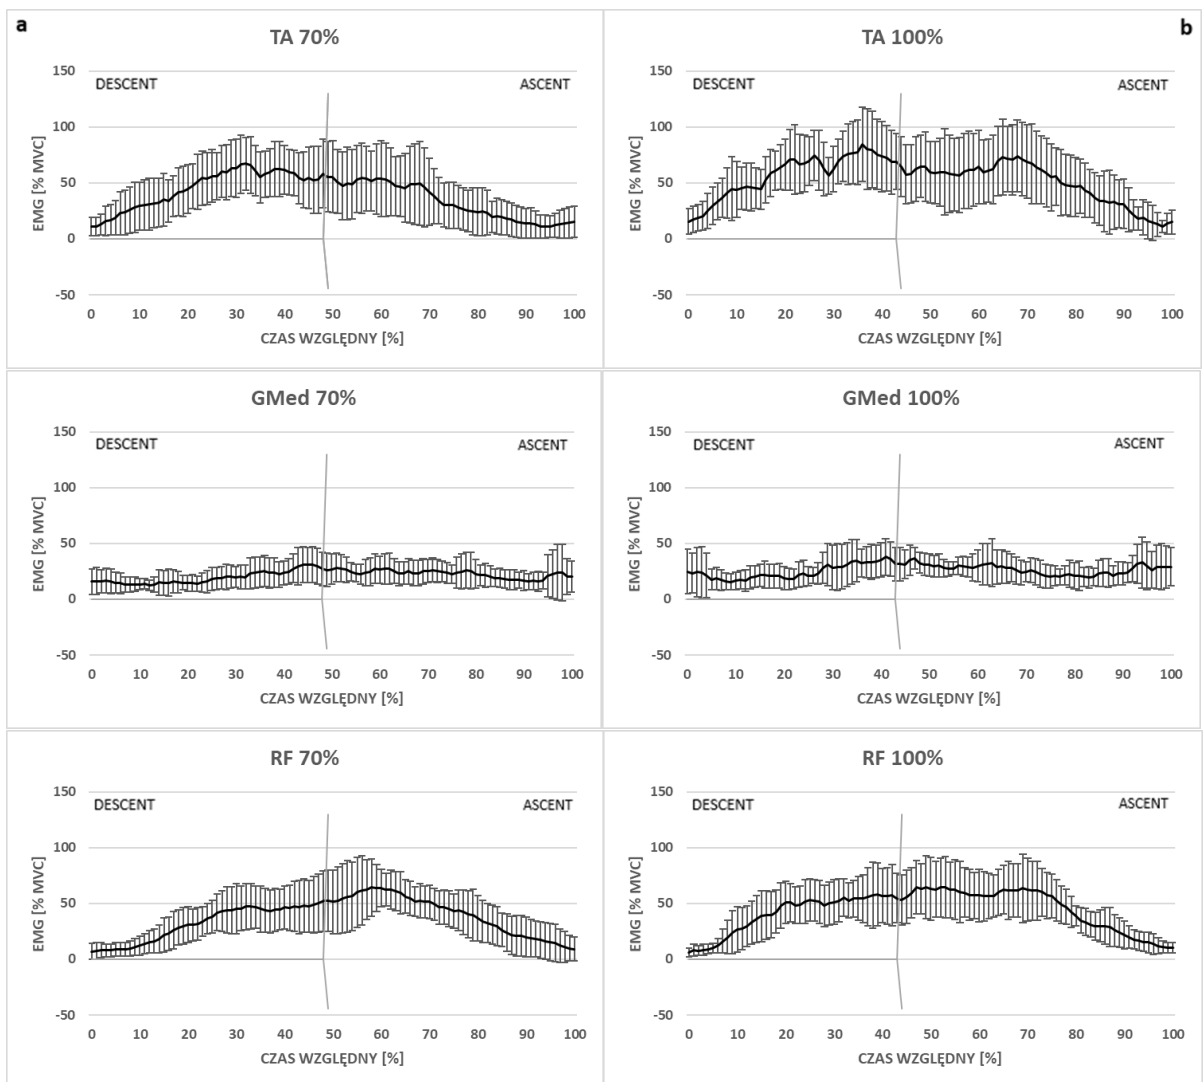 a
b
TA 70%
DESCENT
ASCENT
EMG [% MVC]
150
100
50
0
-50
0 10 20 30 40 50 60 70 80 90 100
CZAS WZGLĘDNY [%]
TA 100%
DESCENT
ASCENT
EMG [% MVC]
150
100
50
0
-50
0 10 20 30 40 50 60 70 80 90 100
CZAS WZGLĘDNY [%]
GMed 70%
DESCENT
ASCENT
EMG [% MVC]
150
100
50
0
-50
0 10 20 30 40 50 60 70 80 90 100
CZAS WZGLĘDNY [%]
GMed 100%
DESCENT
ASCENT
EMG [% MVC]
150
100
50
0
-50
0 10 20 30 40 50 60 70 80 90 100
CZAS WZGLĘDNY [%]
RF 70%
DESCENT
ASCENT
EMG [% MVC]
150
100
50
0
-50
0 10 20 30 40 50 60 70 80 90 100
CZAS WZGLĘDNY [%]
RF 100%
DESCENT
ASCENT
EMG [% MVC]
150
100
50
0
-50
0 10 20 30 40 50 60 70 80 90 100
CZAS WZGLĘDNY [%]